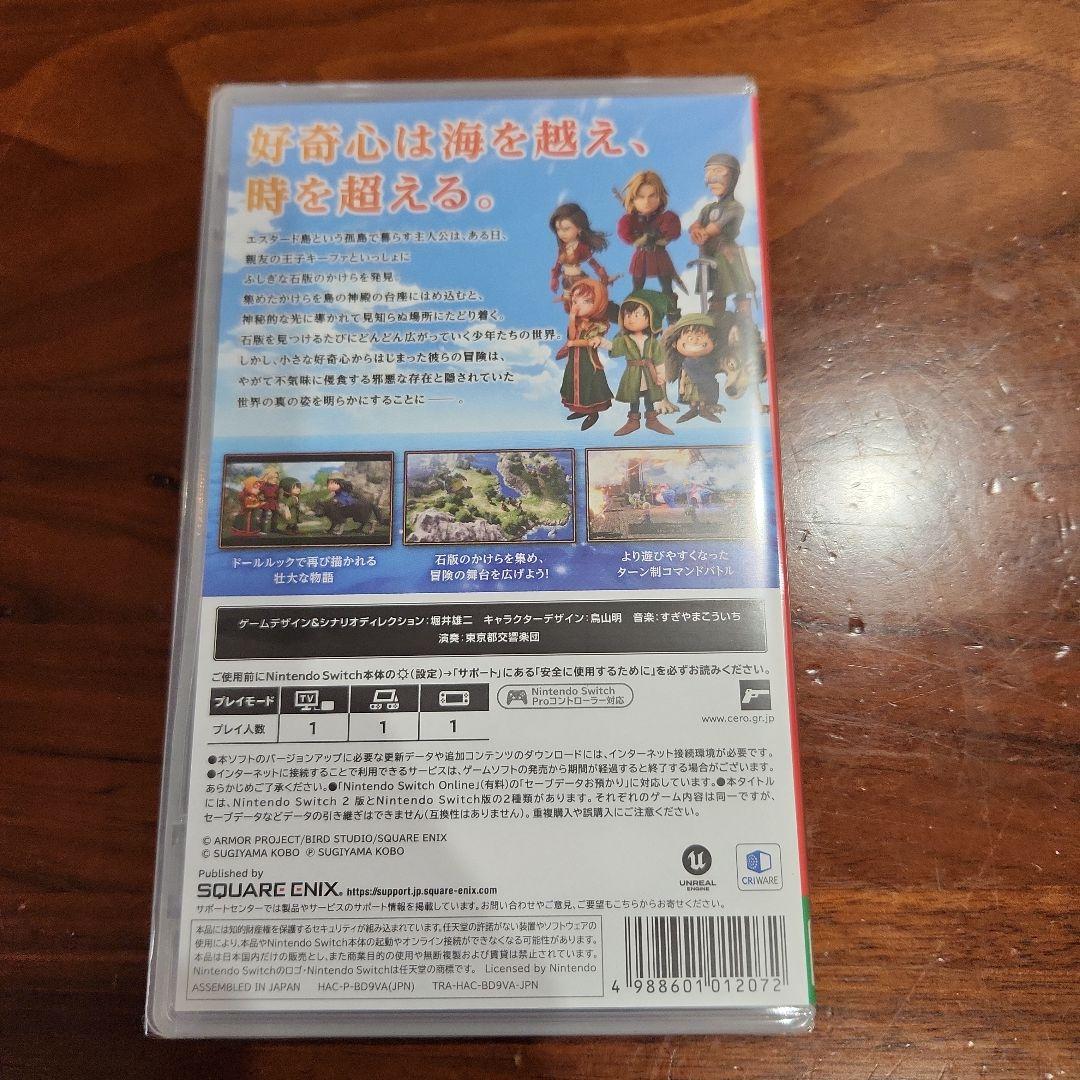 好奇心は海を越え、
時を超える。
エスタード島という孤島で暮らす主人公は、ある日、
親友の王子キーファといっしょに
ふしぎな石版のかけらを発見。
集めたかけらを島の神殿の台座にはめ込むと、
神秘的な光に導かれて見知らぬ場所にたどり着く。
石版を見つけるたびにどんどん広がっていく少年たちの世界。
しかし、小さな好奇心からはじまった彼らの冒険は、
やがて不気味に侵食する邪悪な存在と隠されていた
世界の真の姿を明らかにすることに――。
ドールルックで再び描かれる
壮大な物語
石版のかけらを集め、
冒険の舞台を広げよう!
より遊びやすくなった
ターン制コマンドバトル
ゲームデザイン&シナリオディレクション:堀井雄二 キャラクターデザイン:鳥山明 音楽:すぎやまこういち
演奏:東京都交響楽団
ご使用前にNintendo Switch本体の(設定)→「サポート」にある「安全に使用するために」を必ずお読みください。
プレイモード TV
Nintendo Switch
Proコントローラー対応
プレイ人数 1 1 1
www.cero.gr.jp
●本ソフトのバージョンアップに必要な更新データや追加コンテンツのダウンロードには、インターネット接続環境が必要です。
●インターネットに接続することで利用できるサービスは、ゲームソフトの発売から期間が経過すると終了する場合がございます。
あらかじめご了承ください。●「Nintendo Switch Online」(有料)の「セーブデータお預かり」に対応しています。●本タイトル
には、Nintendo Switch 2 版とNintendo Switch版の2種類があります。それぞれのゲーム内容は同一ですが、
セーブデータなどデータの引き継ぎはできません(互換性はありません)。重複購入や誤購入にご注意ください。
© ARMOR PROJECT/BIRD STUDIO/SQUARE ENIX
© SUGIYAMA KOBO ℗ SUGIYAMA KOBO
Published by
SQUARE ENIX. https://support.jp.square-enix.com
UNREAL
ENGINE
CRIWARE
サポートセンターでは製品やサービスのサポート情報を掲載しています。お問い合わせやご意見、ご要望もこちらからお寄せください。
本品には知的財産権を保護するセキュリティが組み込まれています。任天堂の許諾がない装置やソフトウェアの
使用により、本品やNintendo Switch本体の起動やオンライン接続ができなくなる可能性があります。
本品は日本国内だけの販売とし、また商業目的の使用や無断複製および賃貸は禁止されています。
Nintendo Switchのロゴ・Nintendo Switchは任天堂の商標です。 Licensed by Nintendo
ASSEMBLED IN JAPAN HAC-P-BD9VA(JPN) TRA-HAC-BD9VA-JPN
4 988601 012072